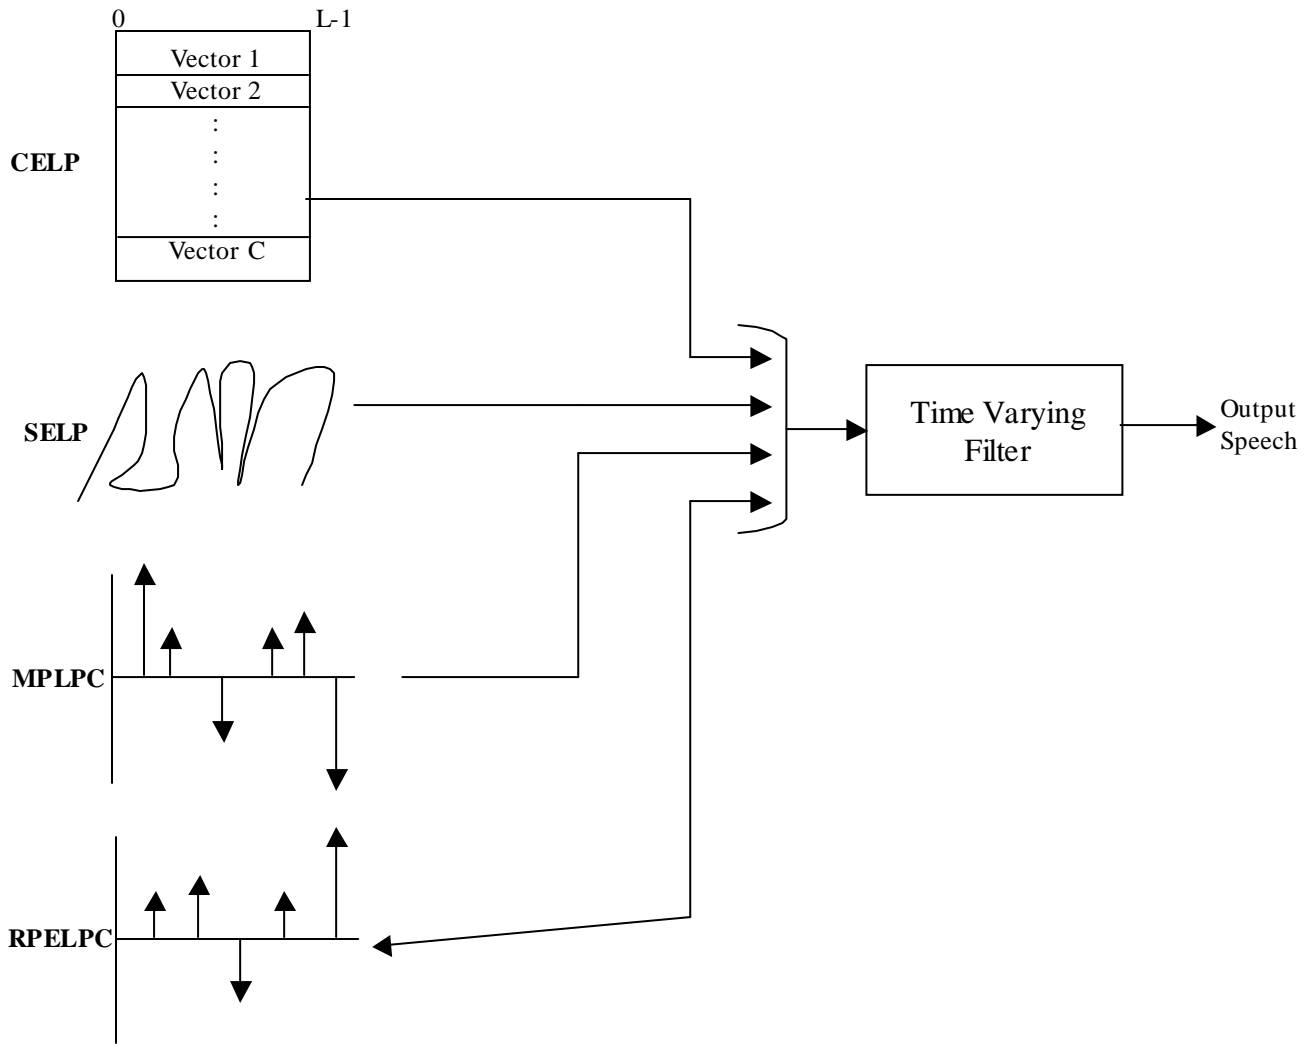 0 L-1
Vector 1
Vector 2
:
:
:
:
CELP
Vector C
SELP
Time Varying
Filter
Output
Speech
MPLPC
RPELPC